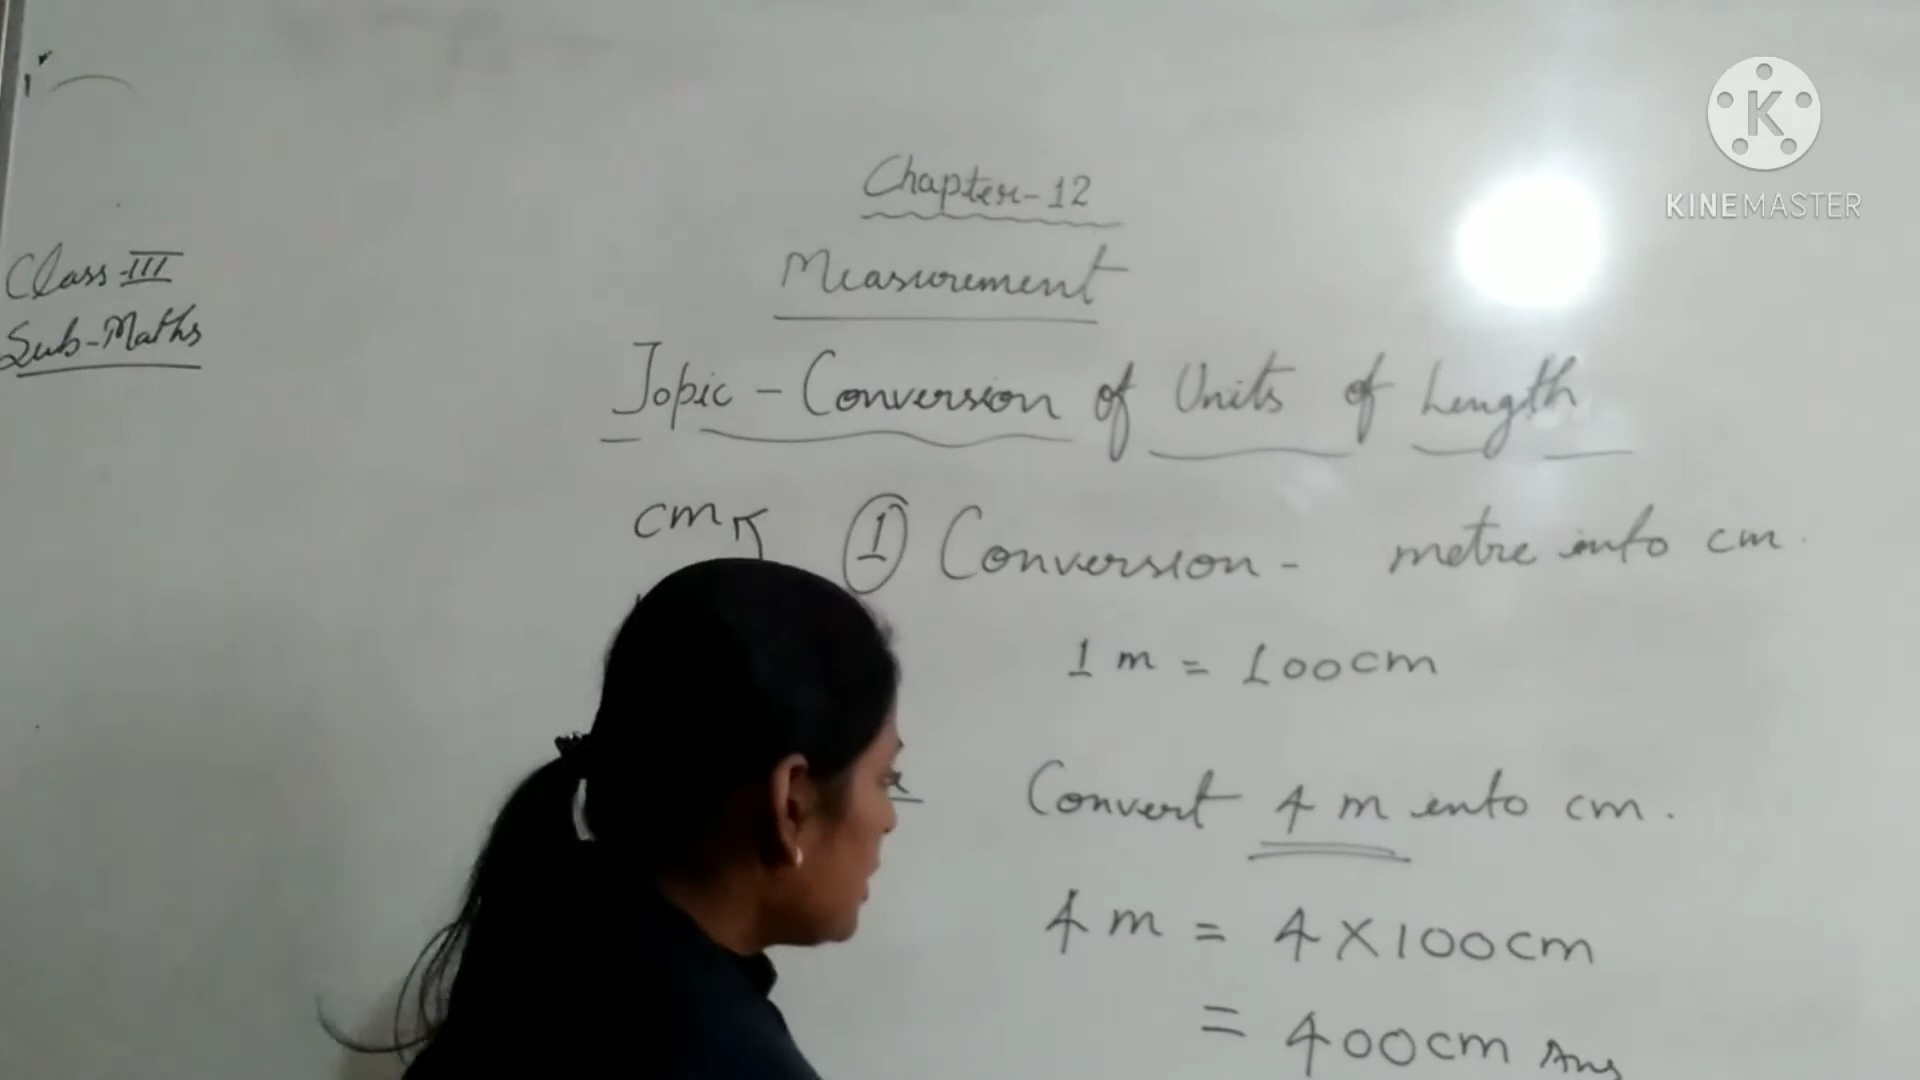 Class-III
Sub-Maths
Chapter-12
Measurement
Topic - Conversion of Units of Length
cm
① Conversion - metre into cm.
1 m = 100cm
Convert 4 m into cm.
4 m = 4 X 100cm
= 400cm Ans
KINEMASTER